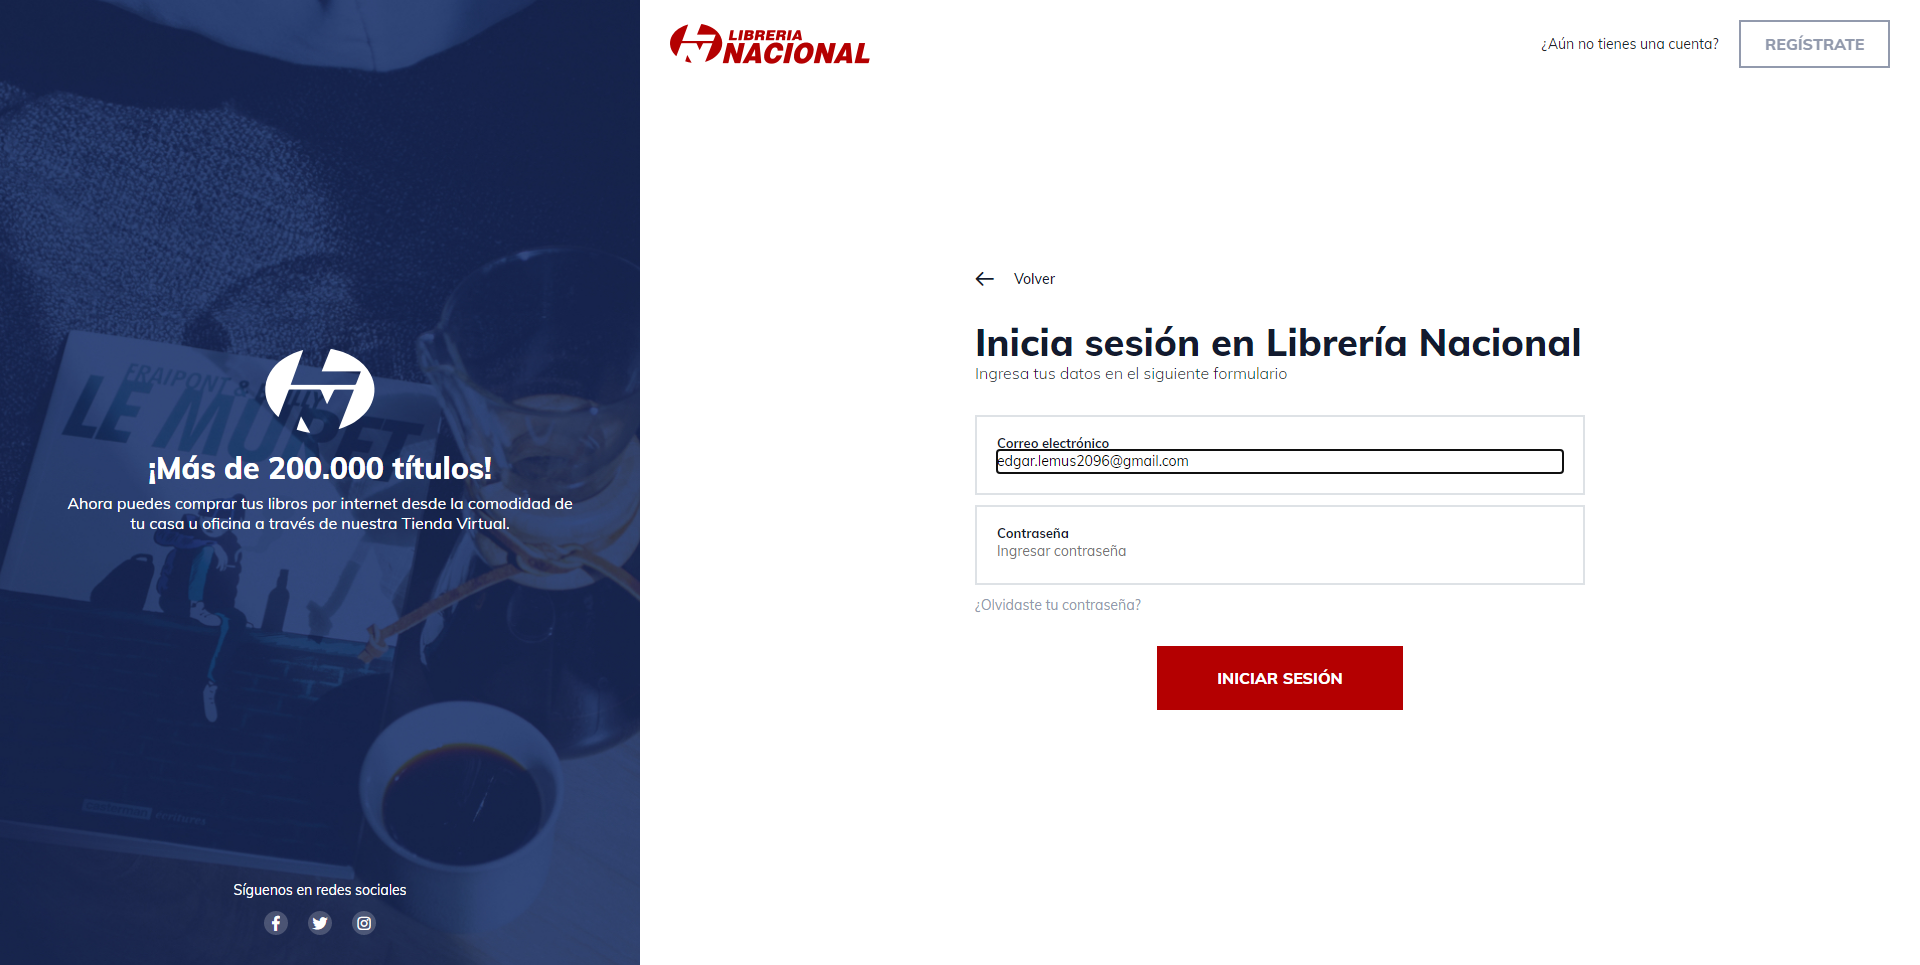 FRAIPONT &
LE MURET
¡Más de 200.000 títulos!
Ahora puedes comprar tus libros por internet desde la comodidad de
tu casa u oficina a través de nuestra Tienda Virtual.
Síguenos en redes sociales
LIBRERIA
NACIONAL
¿Aún no tienes una cuenta?
REGÍSTRATE
Volver
Inicia sesión en Librería Nacional
Ingresa tus datos en el siguiente formulario
Correo electrónico
edgar.lemus2096@gmail.com
Contraseña
Ingresar contraseña
¿Olvidaste tu contraseña?
INICIAR SESIÓN